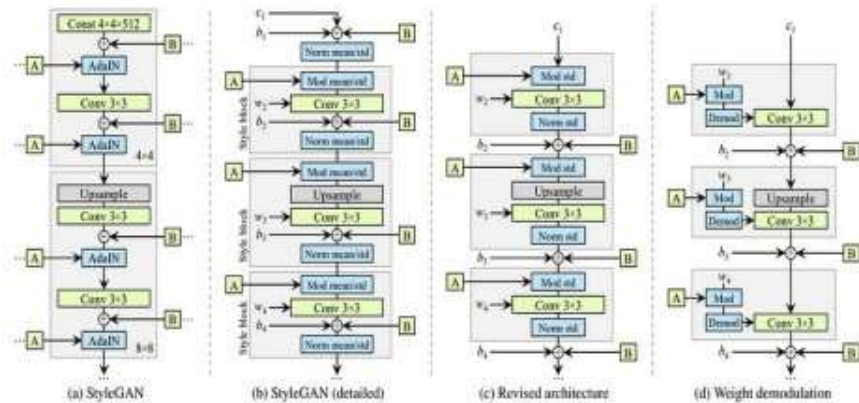 Const 4×4×512
B
A
AdaIN
Conv 3×3
B
A
AdaIN
4×4
Upsample
Conv 3×3
B
A
AdaIN
Conv 3×3
B
A
AdaIN
8×8
...
(a) StyleGAN
c₁
b₁
B
Norm mean/std
A
Mod mean/std
w₂
Conv 3×3
b₂
B
Norm mean/std
Style block
A
Mod mean/std
Upsample
w₃
Conv 3×3
b₃
B
Norm mean/std
Style block
A
Mod mean/std
w₄
Conv 3×3
b₄
B
Norm mean/std
Style block
...
(b) StyleGAN (detailed)
c₁
A
Mod std
w₂
Conv 3×3
Norm std
b₂
B
A
Mod std
Upsample
w₃
Conv 3×3
Norm std
b₃
B
A
Mod std
w₄
Conv 3×3
Norm std
b₄
B
...
(c) Revised architecture
c₁
w₂
A
Mod
Demod
Conv 3×3
b₂
B
w₃
A
Mod
Upsample
Demod
Conv 3×3
b₃
B
w₄
A
Mod
Demod
Conv 3×3
b₄
B
...
(d) Weight demodulation